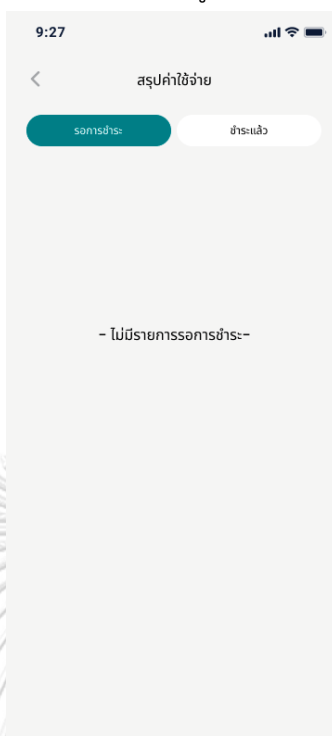 9:27
สรุปค่าใช้จ่าย
รอการชำระ
ชำระแล้ว
- ไม่มีรายการรอการชำระ-